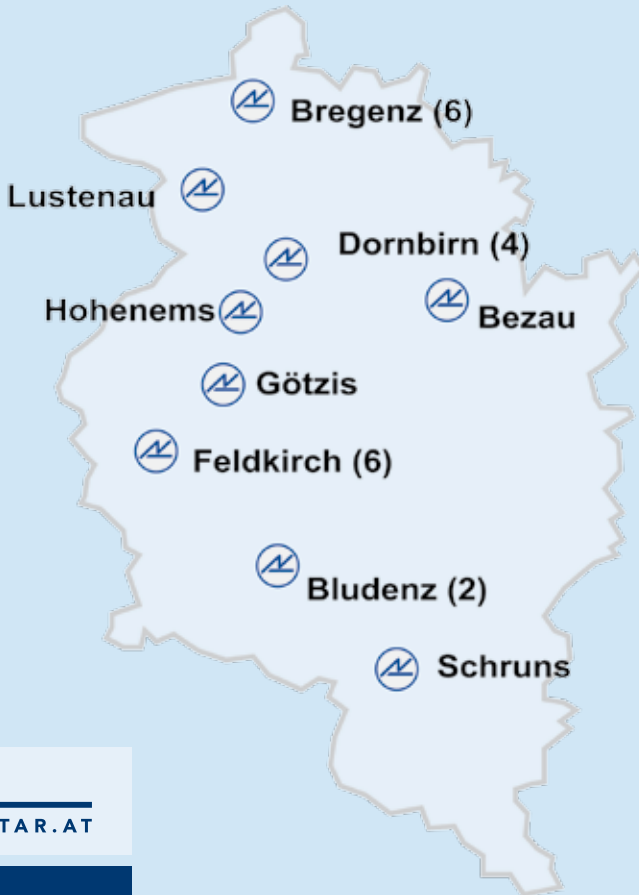 Bregenz (6)
Lustenau
Dornbirn (4)
Hohenems
Bezau
Götzis
Feldkirch (6)
Bludenz (2)
Schruns
TAR.AT